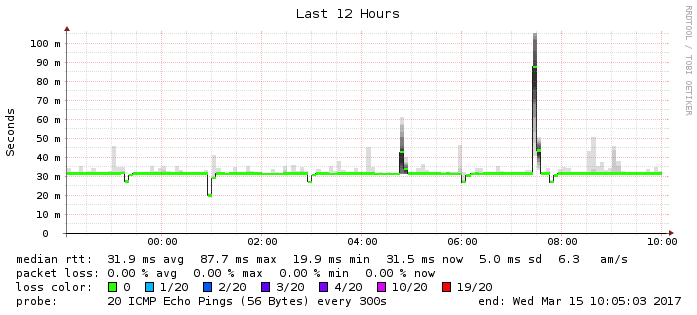 Last 12 Hours
RRDTOOL / TOBI OETIKER
Seconds
100 m
90 m
80 m
70 m
60 m
50 m
40 m
30 m
20 m
10 m
0
00:00 02:00 04:00 06:00 08:00 10:00
median rtt: 31.9 ms avg 87.7 ms max 19.9 ms min 31.5 ms now 5.0 ms sd 6.3 am/s
packet loss: 0.00 % avg 0.00 % max 0.00 % min 0.00 % now
loss color: 0 1/20 2/20 3/20 4/20 10/20 19/20
probe: 20 ICMP Echo Pings (56 Bytes) every 300s end: Wed Mar 15 10:05:03 2017